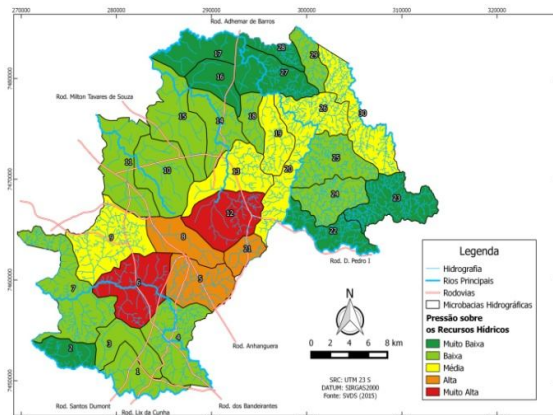 270000 280000 290000 300000 310000 320000
Rod. Adhemar de Barros
28
17
29
16
27
7480000
Rod. Milton Tavares de Souza
26
30
15
14
18
19
11
25
10
13
20
7470000
24
23
12
22
8
21
9
Rod. D. Pedro I
5
6
7460000
7
4
Rod. Anhanguera
3
2
1
7450000
Rod. Santos Dumont
Rod. Lix da Cunha
Rod. dos Bandeirantes
N
0 2 4 6 8 km
SRC: UTM 23 S
DATUM: SIRGAS2000
Fonte: SVDS (2015)
Legenda
Hidrografia
Rios Principais
Rodovias
Microbacias Hidrográficas
Pressão sobre
os Recursos Hídricos
Muito Baixa
Baixa
Média
Alta
Muito Alta